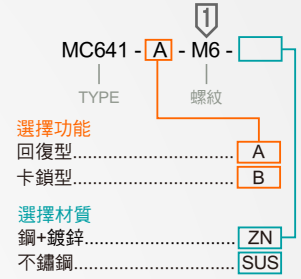 1
MC641 - A - M6 -
TYPE 螺紋
選擇功能
回復型.......................... A
卡鎖型.......................... B
選擇材質
鋼+鍍鋅........................ ZN
不鏽鋼.......................... SUS